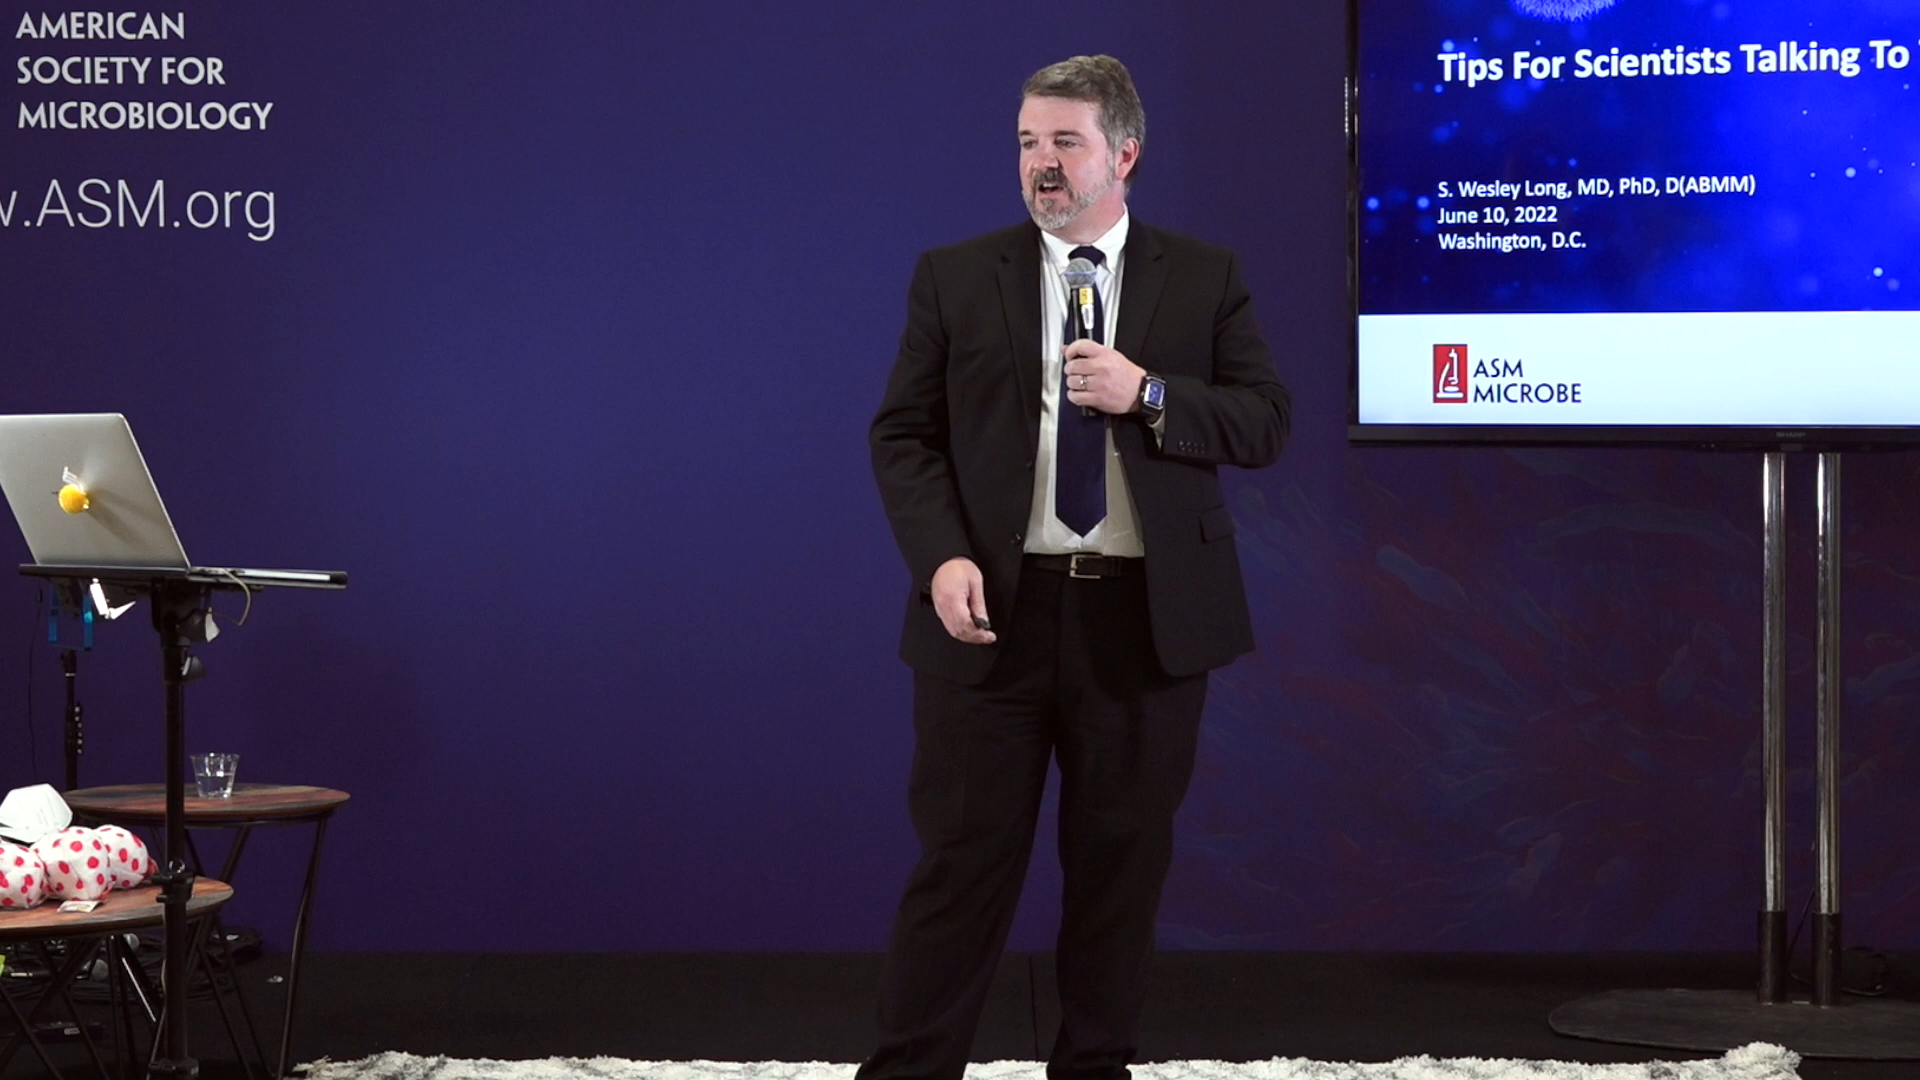 AMERICAN
SOCIETY FOR
MICROBIOLOGY
w.ASM.org
Tips For Scientists Talking To
S. Wesley Long, MD, PhD, D(ABMM)
June 10, 2022
Washington, D.C.
ASM
MICROBE
SHARP